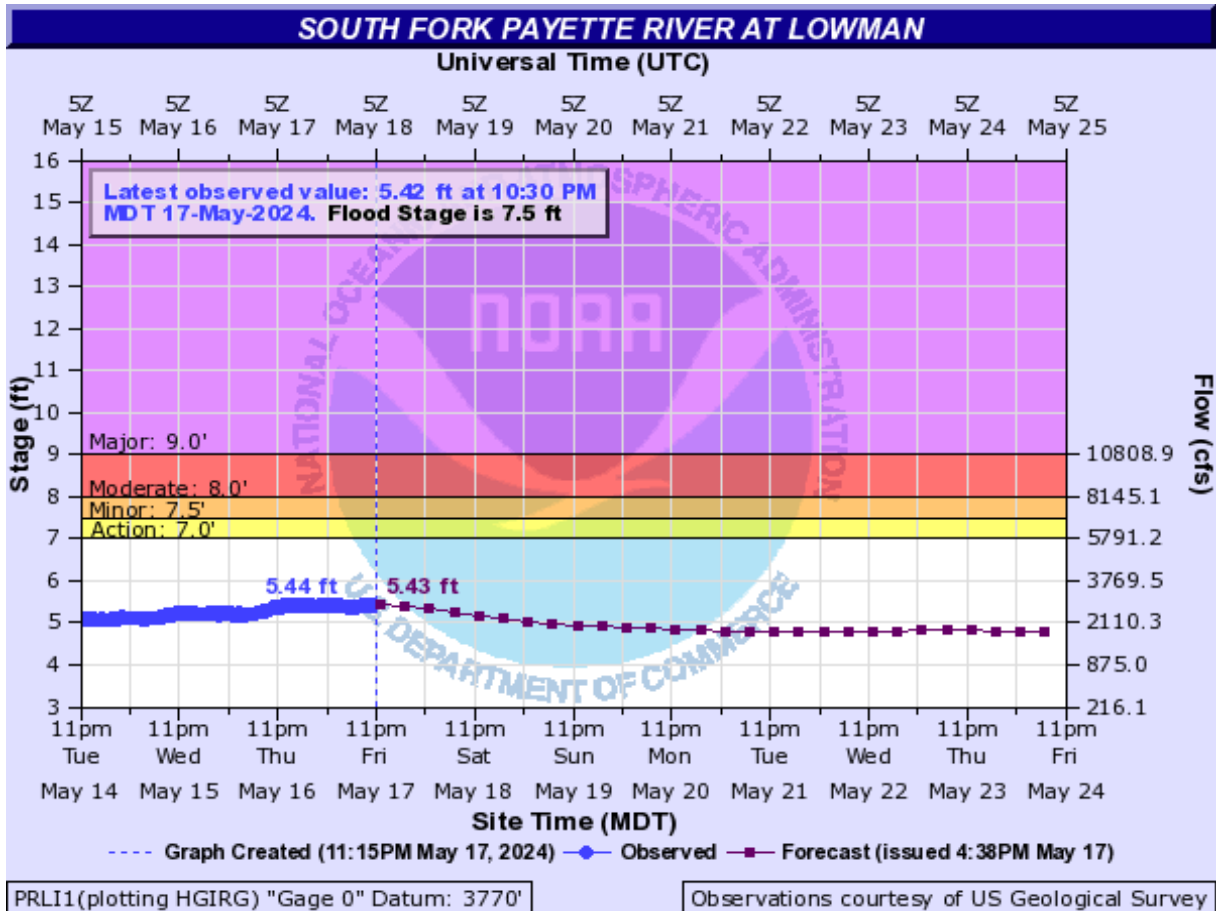 SOUTH FORK PAYETTE RIVER AT LOWMAN
Universal Time (UTC)
5Z 5Z 5Z 5Z 5Z 5Z 5Z 5Z 5Z 5Z 5Z
May 15 May 16 May 17 May 18 May 19 May 20 May 21 May 22 May 23 May 24 May 25
Latest observed value: 5.42 ft at 10:30 PM
MDT 17-May-2024. Flood Stage is 7.5 ft
NATIONAL OCEANIC AND ATMOSPHERIC ADMINISTRATION
NOAA
U.S. DEPARTMENT OF COMMERCE
Stage (ft)
16
15
14
13
12
11
10
9
8
7
6
5
4
3
Major: 9.0'
Moderate: 8.0'
Minor: 7.5'
Action: 7.0'
5.44 ft 5.43 ft
Flow (cfs)
10808.9
8145.1
5791.2
3769.5
2110.3
875.0
216.1
11pm 11pm 11pm 11pm 11pm 11pm 11pm 11pm 11pm 11pm 11pm
Tue Wed Thu Fri Sat Sun Mon Tue Wed Thu Fri
May 14 May 15 May 16 May 17 May 18 May 19 May 20 May 21 May 22 May 23 May 24
Site Time (MDT)
Graph Created (11:15PM May 17, 2024) Observed Forecast (issued 4:38PM May 17)
PRLI1(plotting HGIRG) "Gage 0" Datum: 3770'
Observations courtesy of US Geological Survey